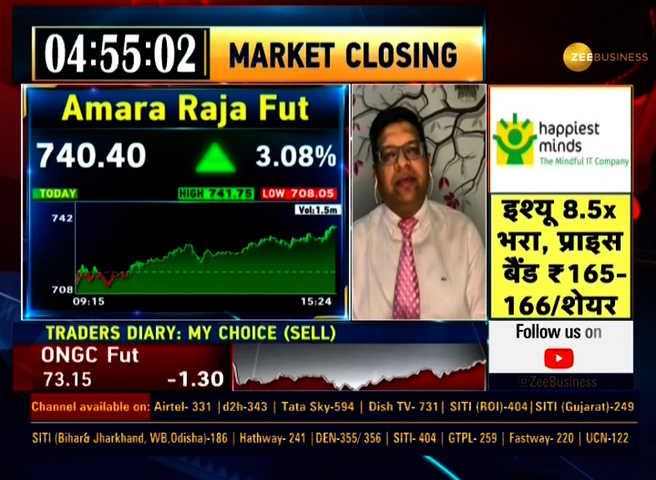 04:55:02
MARKET CLOSING
ZEEBUSINESS
Amara Raja Fut
740.40
3.08%
TODAY
HIGH 741.75
LOW 708.05
Vol:1.5m
742
708
09:15
15:24
happiest
minds
The Mindful IT Company
इश्यू 8.5x
भरा, प्राइस
बैंड ₹165-
166/शेयर
Follow us on
@ZeeBusiness
TRADERS DIARY: MY CHOICE (SELL)
ONGC Fut
73.15
-1.30
Channel available on: Airtel- 331 | d2h-343 | Tata Sky-594 | Dish TV- 731 | SITI (ROI)-404 | SITI (Gujarat)-249
SITI (Bihar& Jharkhand, WB,Odisha)-186 | Hathway- 241 | DEN-355/ 356 | SITI- 404 | GTPL- 259 | Fastway- 220 | UCN-122